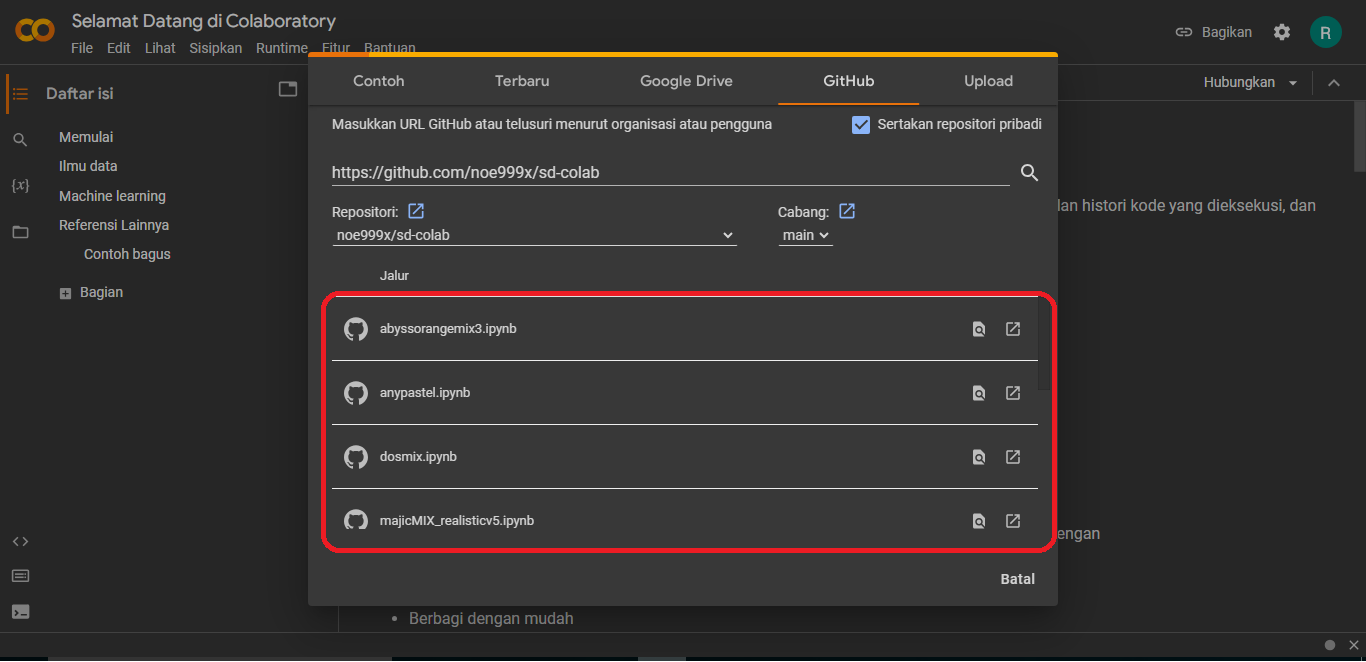 Selamat Datang di Colaboratory
File Edit Lihat Sisipkan Runtime Fitur Bantuan
Bagikan
R
Daftar isi
Memulai
Ilmu data
Machine learning
Referensi Lainnya
Contoh bagus
Bagian
Hubungkan
Contoh Terbaru Google Drive GitHub Upload
Masukkan URL GitHub atau telusuri menurut organisasi atau pengguna
Sertakan repositori pribadi
https://github.com/noe999x/sd-colab
Repositori:
Cabang:
noe999x/sd-colab
main
Jalur
abyssorangemix3.ipynb
anypastel.ipynb
dosmix.ipynb
majicMIX_realisticv5.ipynb
Batal
lan histori kode yang dieksekusi, dan
engan
Berbagi dengan mudah